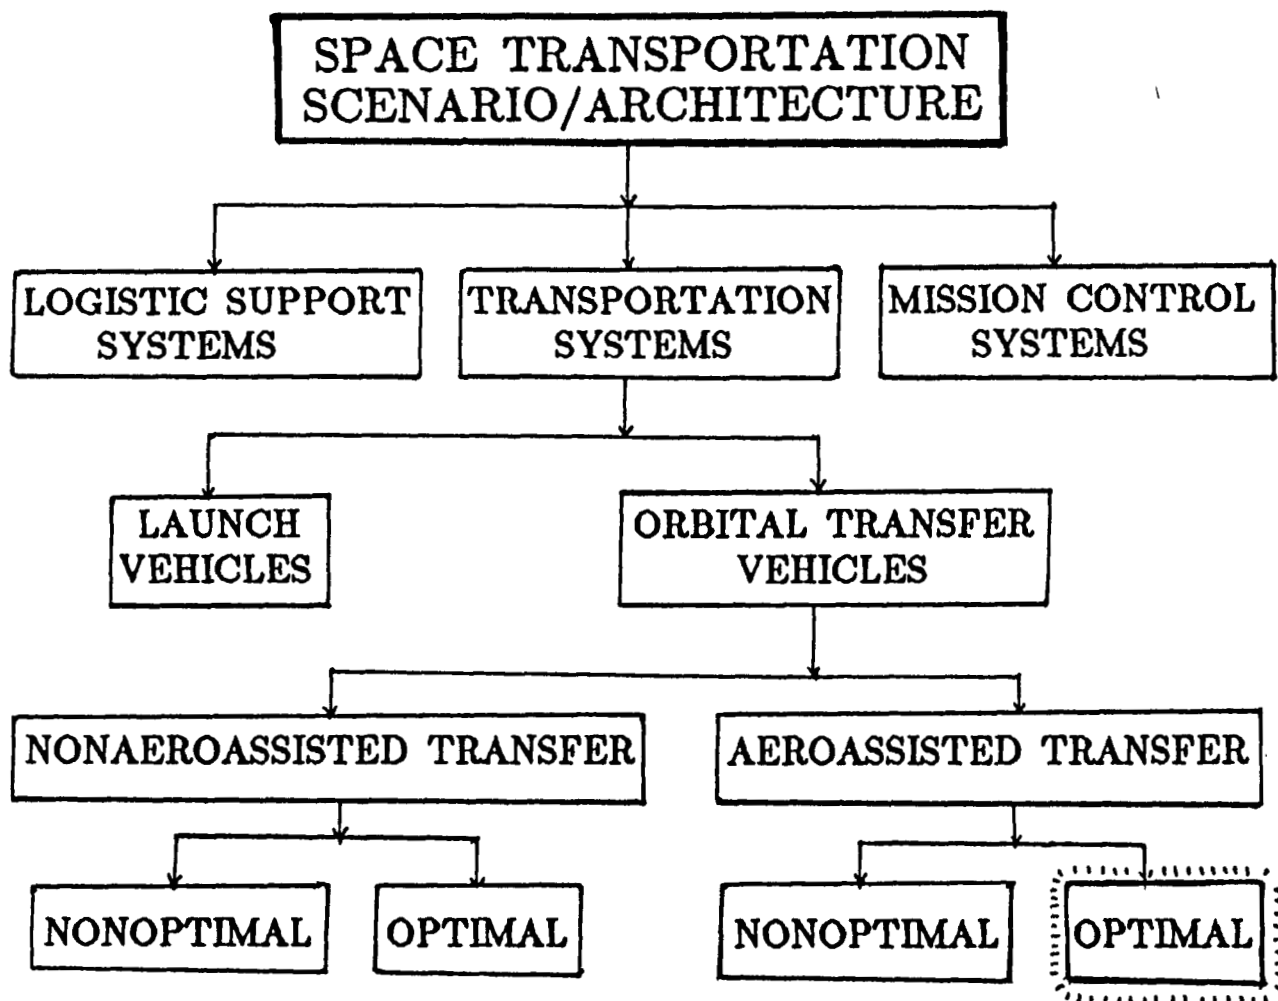 SPACE TRANSPORTATION
SCENARIO/ARCHITECTURE
LOGISTIC SUPPORT
SYSTEMS
TRANSPORTATION
SYSTEMS
MISSION CONTROL
SYSTEMS
LAUNCH
VEHICLES
ORBITAL TRANSFER
VEHICLES
NONAEROASSISTED TRANSFER
AEROASSISTED TRANSFER
NONOPTIMAL
OPTIMAL
NONOPTIMAL
OPTIMAL